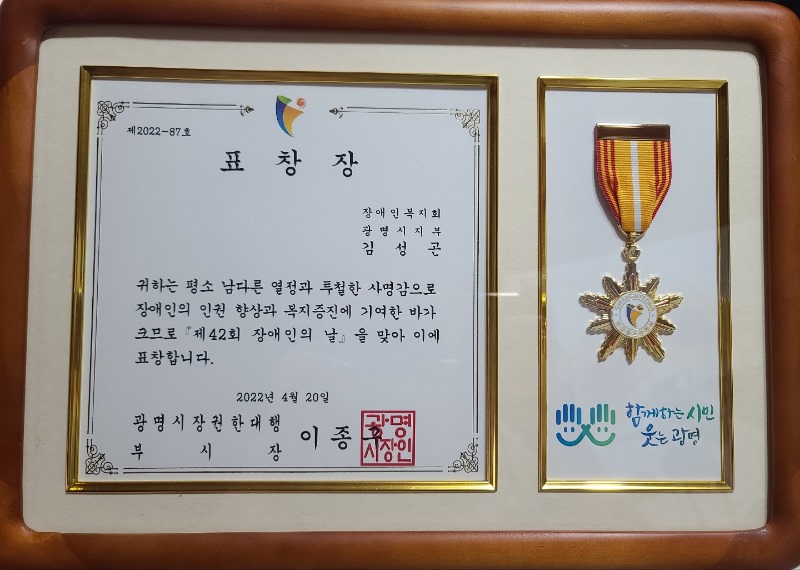 제2022-87호
표 창 장
장애인복지회
광명시지부
김 성 곤
귀하는 평소 남다른 열정과 투철한 사명감으로
장애인의 인권 향상과 복지증진에 기여한 바가
크므로 『제42회 장애인의 날』을 맞아 이에
표창합니다.
2022년 4월 20일
광명시장권한대행
부 시 장 이 종
광명
시장인
함께하는 시민
웃는 광명